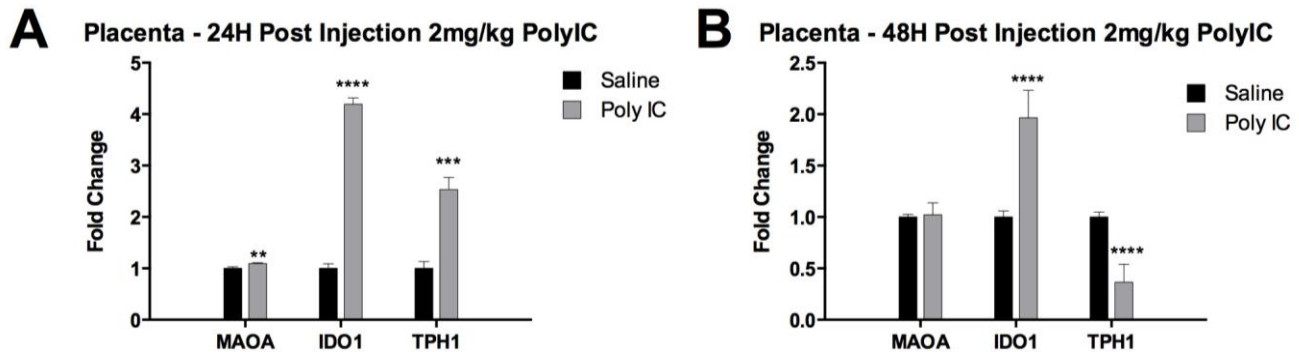 A
Placenta - 24H Post Injection 2mg/kg PolyIC
5
4
3
2
1
0
Fold Change
**
****
***
MAOA
IDO1
TPH1
Saline
Poly IC
B
Placenta - 48H Post Injection 2mg/kg PolyIC
2.5
2.0
1.5
1.0
0.5
0.0
Fold Change
****
****
MAOA
IDO1
TPH1
Saline
Poly IC